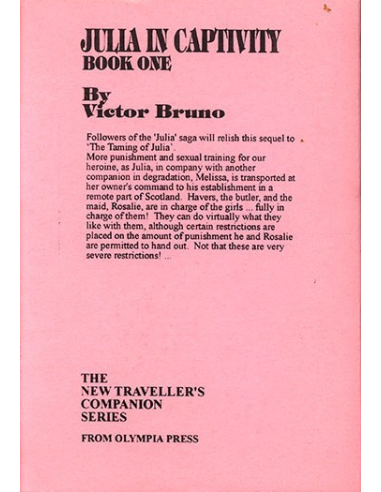 JULIA IN CAPTIVITY
BOOK ONE
By
Victor Bruno
Followers of the 'Julia' saga will relish this sequel to
'The Taming of Julia'.
More punishment and sexual training for our
heroine, as Julia, in company with another
companion in degradation, Melissa, is transported at
her owner's command to his establishment in a
remote part of Scotland. Havers, the butler, and the
maid, Rosalie, are in charge of the girls ... fully in
charge of them! They can do virtually what they
like with them, although certain restrictions are
placed on the amount of punishment he and Rosalie
are permitted to hand out. Not that these are very
severe restrictions! ...
THE
NEW TRAVELLER'S
COMPANION
SERIES
FROM OLYMPIA PRESS